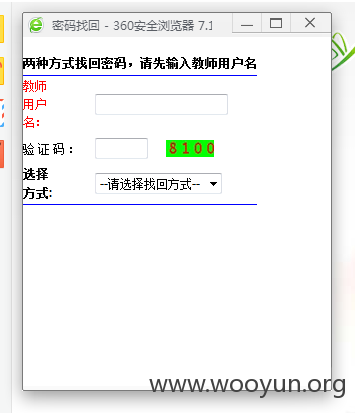 密码找回 - 360安全浏览器 7.1
两种方式找回密码，请先输入教师用户名
教师
用户
名：
验证码：
8100
选择
方式:
--请选择找回方式--
www.wooyun.org